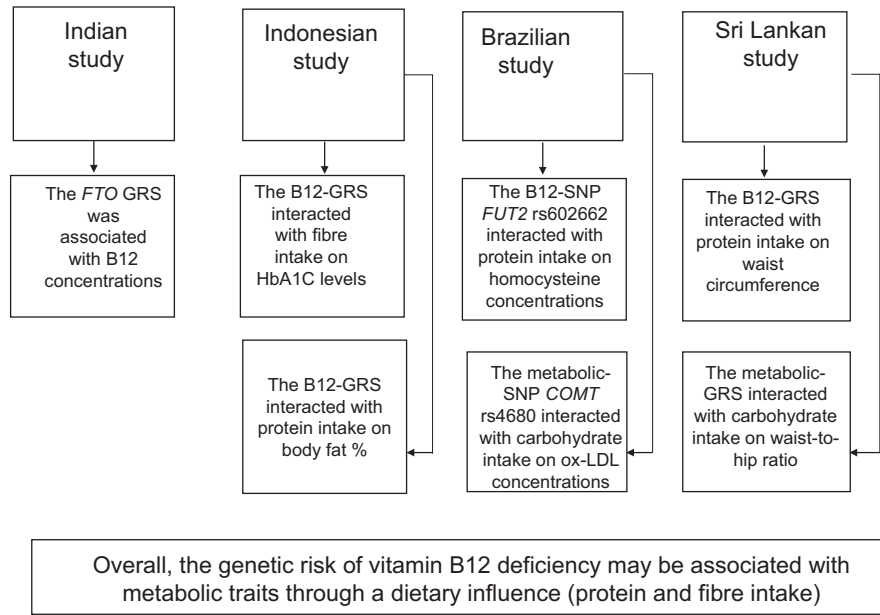 Indian
study
Indonesian
study
Brazilian
study
Sri Lankan
study
The FTO GRS
was
associated
with B12
concentrations
The B12-GRS
interacted
with fibre
intake on
HbA1C levels
The B12-SNP
FUT2 rs602662
interacted with
protein intake on
homocysteine
concentrations
The B12-GRS
interacted with
protein intake on
waist
circumference
The B12-GRS
interacted with
protein intake on
body fat %
The metabolic-
SNP COMT
rs4680 interacted
with carbohydrate
intake on ox-LDL
concentrations
The metabolic-
GRS interacted
with carbohydrate
intake on waist-to-
hip ratio
Overall, the genetic risk of vitamin B12 deficiency may be associated with
metabolic traits through a dietary influence (protein and fibre intake)